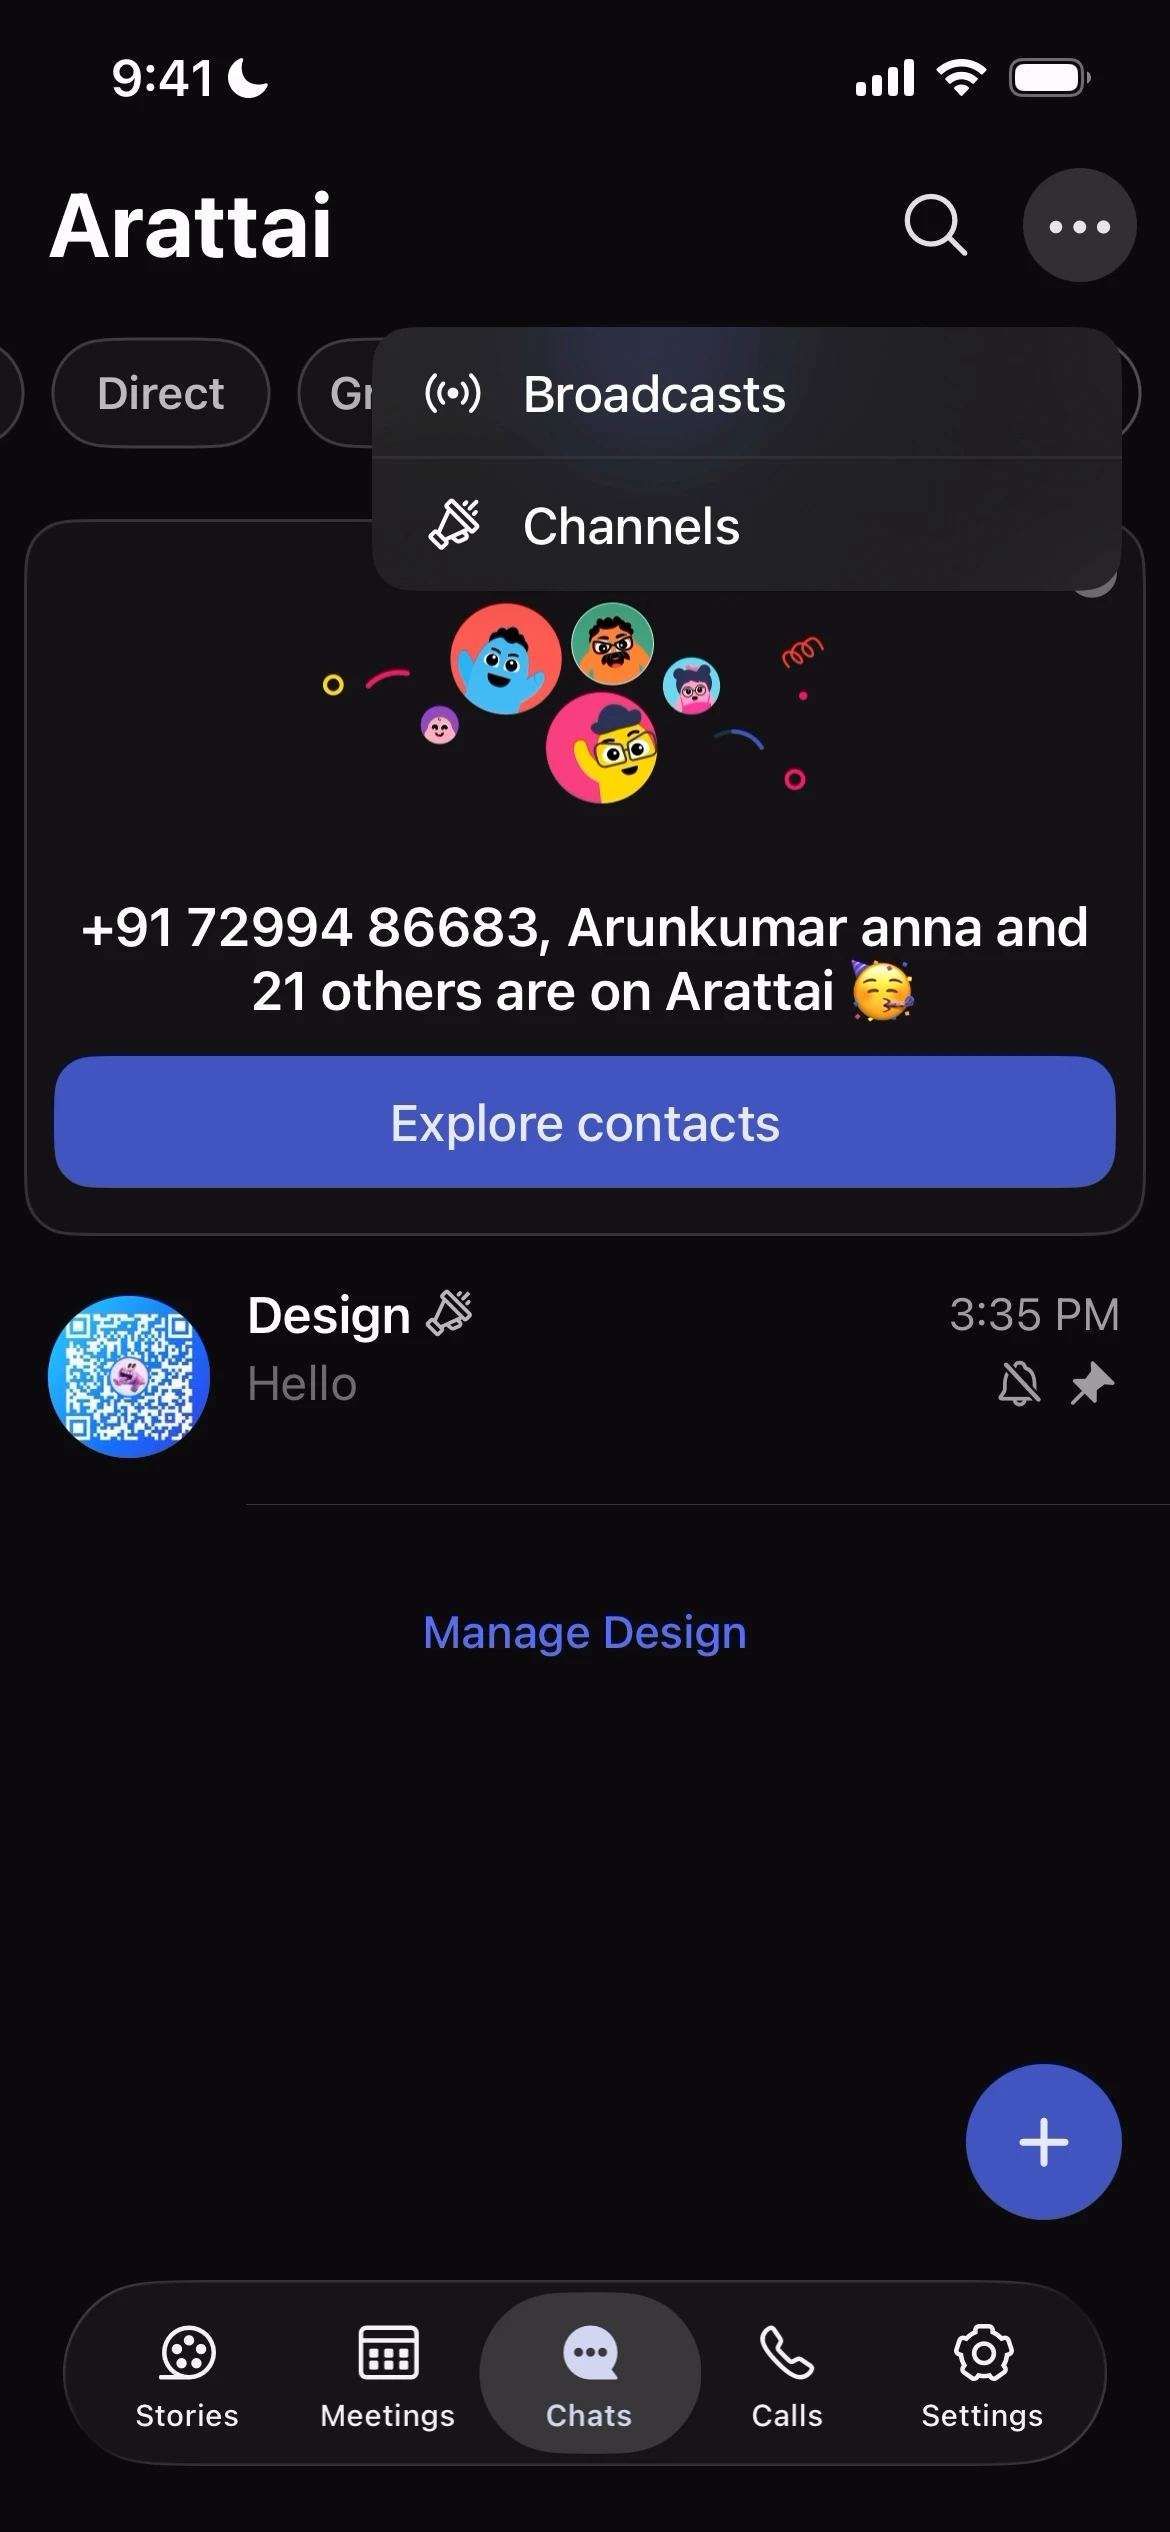 9:41
Arattai
Direct
Gr
Broadcasts
Channels
+91 72994 86683, Arunkumar anna and
21 others are on Arattai 🥳
Explore contacts
Design
3:35 PM
Hello
Manage Design
Stories
Meetings
Chats
Calls
Settings